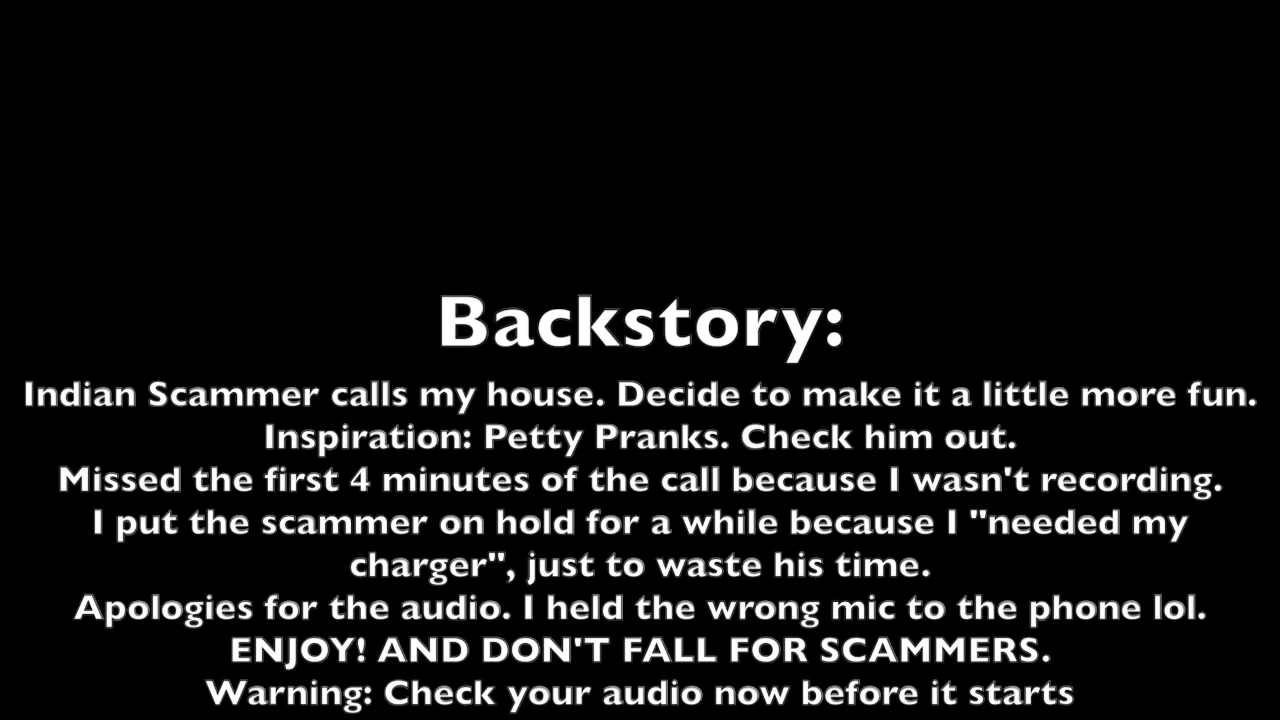 Backstory:
Indian Scammer calls my house. Decide to make it a little more fun.
Inspiration: Petty Pranks. Check him out.
Missed the first 4 minutes of the call because I wasn't recording.
I put the scammer on hold for a while because I "needed my
charger", just to waste his time.
Apologies for the audio. I held the wrong mic to the phone lol.
ENJOY! AND DON'T FALL FOR SCAMMERS.
Warning: Check your audio now before it starts